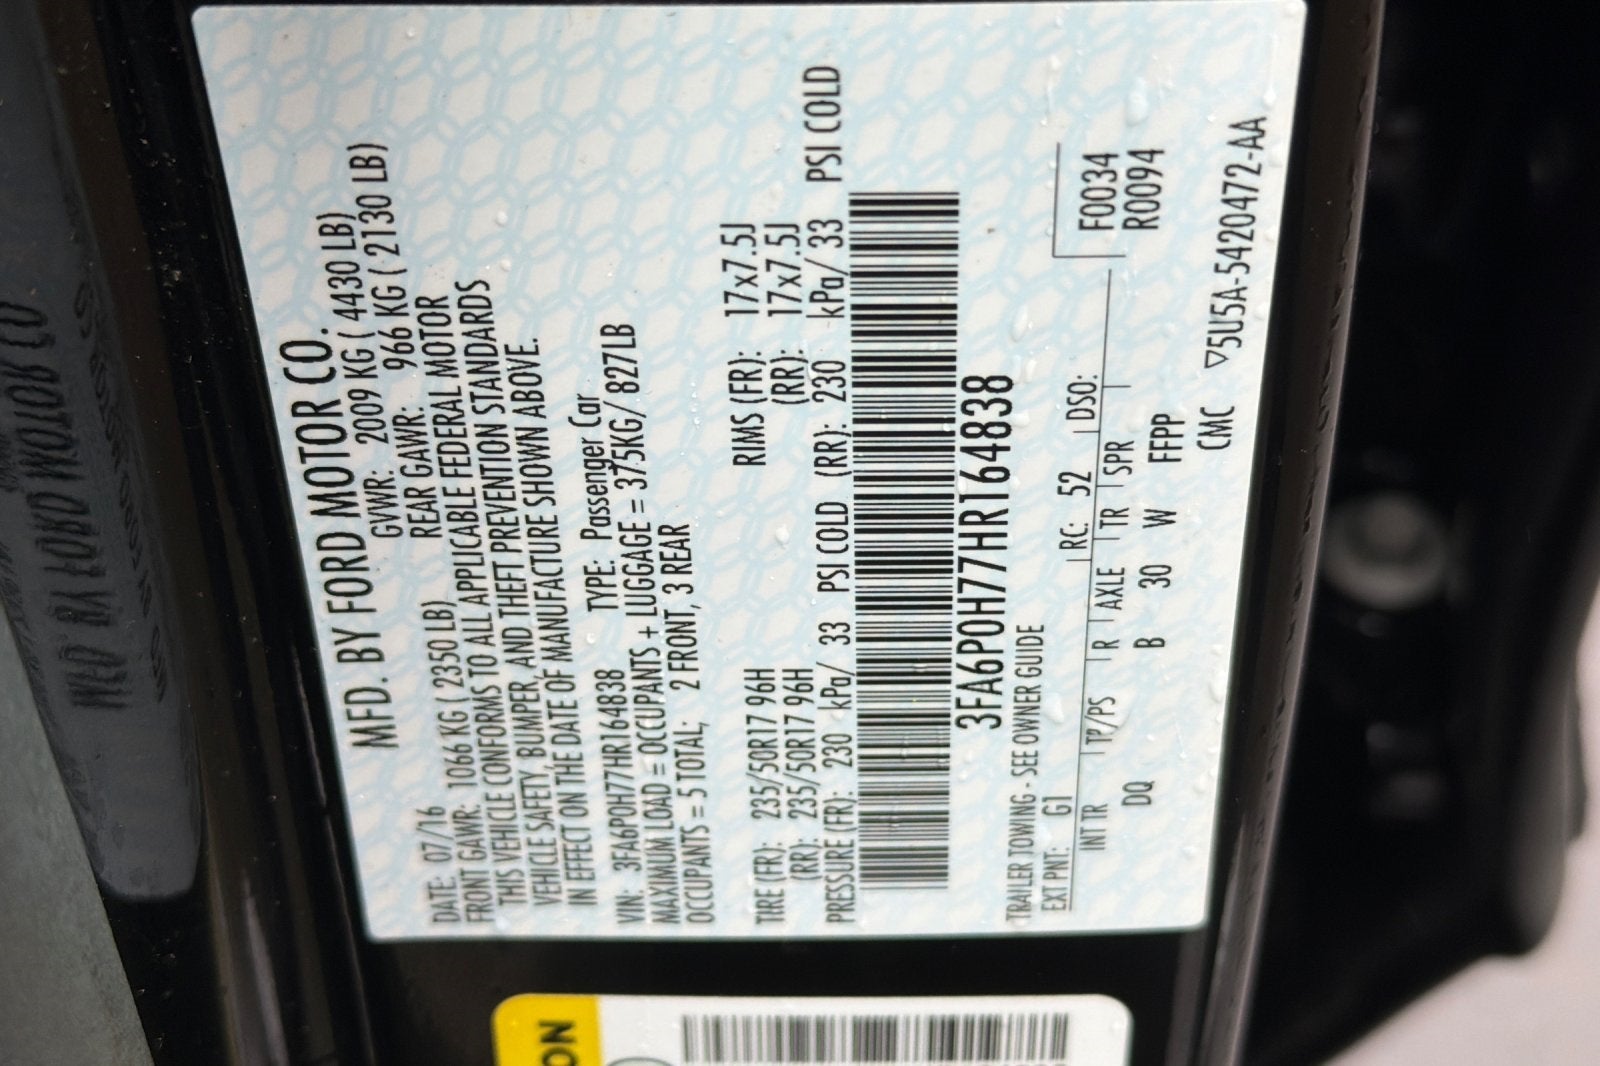 MFD. BY FORD MOTOR CO.
DATE: 07/16 GVWR: 2009 KG ( 4430 LB)
FRONT GAWR: 1066 KG ( 2350 LB) REAR GAWR: 966 KG ( 2130 LB)
THIS VEHICLE CONFORMS TO ALL APPLICABLE FEDERAL MOTOR
VEHICLE SAFETY, BUMPER, AND THEFT PREVENTION STANDARDS
IN EFFECT ON THE DATE OF MANUFACTURE SHOWN ABOVE.
VIN: 3FA6P0H77HR164838 TYPE: Passenger Car
MAXIMUM LOAD = OCCUPANTS + LUGGAGE = 375KG/ 827LB
OCCUPANTS = 5 TOTAL; 2 FRONT, 3 REAR
TIRE (FR): 235/50R17 96H RIMS (FR): 17x7.5J
(RR): 235/50R17 96H (RR): 17x7.5J
PRESSURE (FR): 230 kPa/ 33 PSI COLD (RR): 230 kPa/ 33 PSI COLD
3FA6P0H77HR164838
TRAILER TOWING - SEE OWNER GUIDE
EXT PNT: G1 RC: 52 DSO:
F0034
R0094
INT TR TP/PS R AXLE TR SPR
DQ B 30 W FFPP
CMC ▽5U5A-5420472-AA
ON